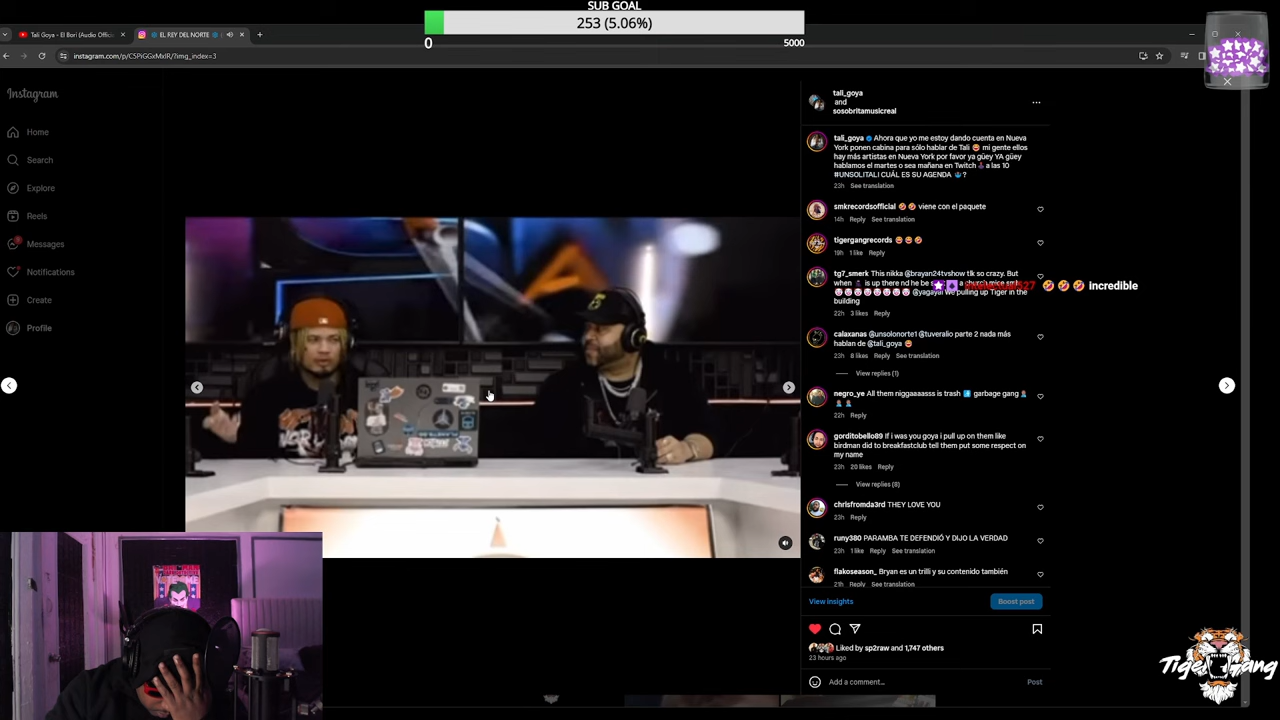 SUB GOAL
253 (5.06%)
0
5000
Tali Goya - El Bori (Audio Offici
EL REY DEL NORTE
instagram.com/p/C5PiGGxMxIR/?img_index=3
Instagram
Home
Search
Explore
Reels
Messages
Notifications
Create
Profile
tali_goya
and
sosobritamusicreal
tali_goya Ahora que yo me estoy dando cuenta en Nueva
York ponen cabina para sólo hablar de Tali 😩 mi gente ellos
hay más artistas en Nueva York por favor ya güey YA güey
hablamos el martes o sea mañana en Twitch a las 10
#UNSOLITALI CUÁL ES SU AGENDA ?
23h See translation
smkrecordsofficial 🤣 🤣 viene con el paquete
14h Reply See translation
tigergangrecords 😩 😩 🤣
19h 1 like Reply
tg7_smerk This nikka @brayan24tvshow tlk so crazy. But
when is up there nd he be
@yagayal We pulling up Tiger in the
building
22h 3 likes Reply
🤣 🤣 🤣 incredible
calaxanas @unsolonorte1 @tuveralio parte 2 nada más
hablan de @tali_goya
23h 8 likes Reply See translation
View replies (1)
negro_ye All them niggaaaasss is trash garbage gang
22h Reply
gorditobello89 If i was you goya i pull up on them like
birdman did to breakfastclub tell them put some respect on
my name
23h 20 likes Reply
View replies (8)
chrisfromda3rd THEY LOVE YOU
23h Reply
runy380 PARAMBA TE DEFENDIÓ Y DIJO LA VERDAD
23h 1 like Reply See translation
flakoseason_ Bryan es un trilli y su contenido también
21h Reply See translation
View insights
Boost post
Liked by sp2raw and 1,747 others
23 hours ago
Add a comment...
Post
Tiger Gang